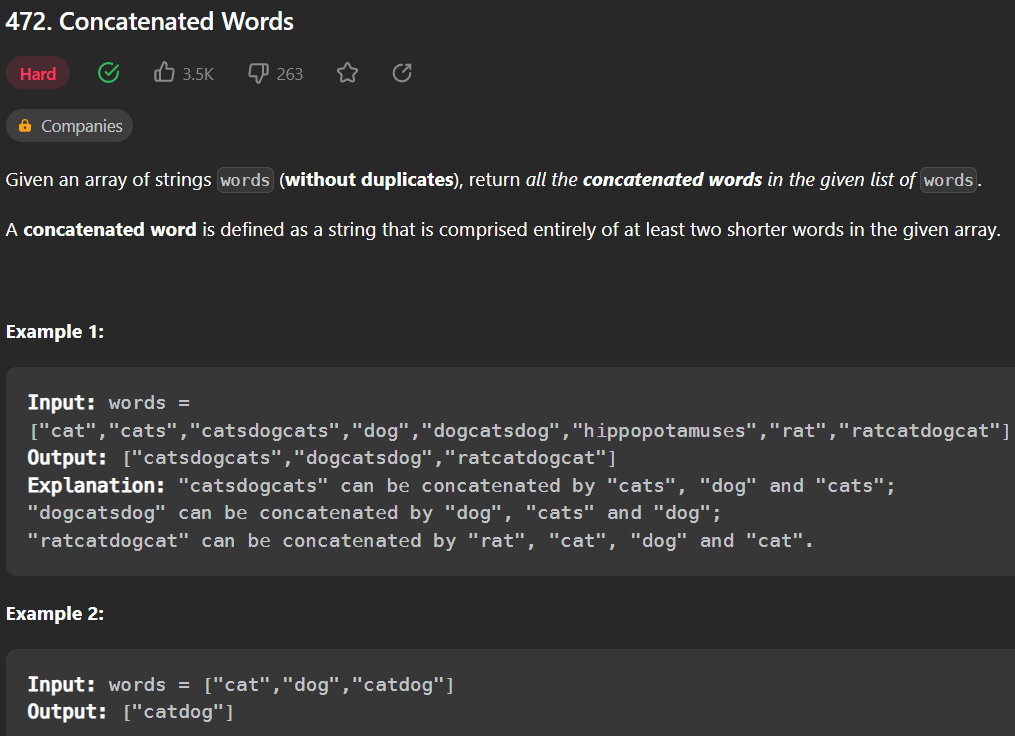 472. Concatenated Words
Hard 3.5K 263
Companies
Given an array of strings words (without duplicates), return all the concatenated words in the given list of words.
A concatenated word is defined as a string that is comprised entirely of at least two shorter words in the given array.
Example 1:
Input: words =
["cat","cats","catsdogcats","dog","dogcatsdog","hippopotamuses","rat","ratcatdogcat"]
Output: ["catsdogcats","dogcatsdog","ratcatdogcat"]
Explanation: "catsdogcats" can be concatenated by "cats", "dog" and "cats";
"dogcatsdog" can be concatenated by "dog", "cats" and "dog";
"ratcatdogcat" can be concatenated by "rat", "cat", "dog" and "cat".
Example 2:
Input: words = ["cat","dog","catdog"]
Output: ["catdog"]